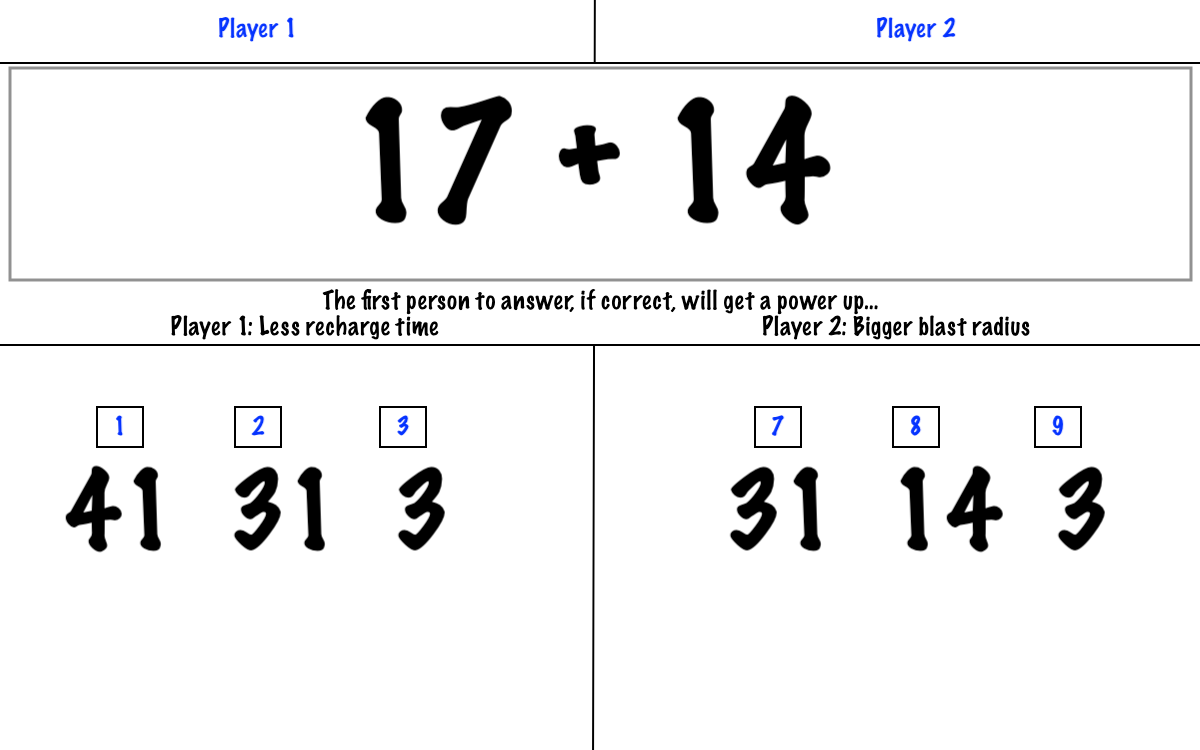 Player 1 Player 2
17 + 14
The first person to answer, if correct, will get a power up...
Player 1: Less recharge time Player 2: Bigger blast radius
1 2 3 7 8 9
41 31 3 31 14 3